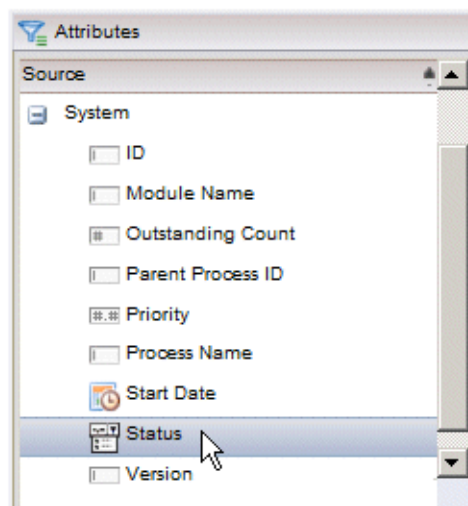 Attributes
Source
System
ID
Module Name
# Outstanding Count
Parent Process ID
#.# Priority
Process Name
Start Date
Status
Version